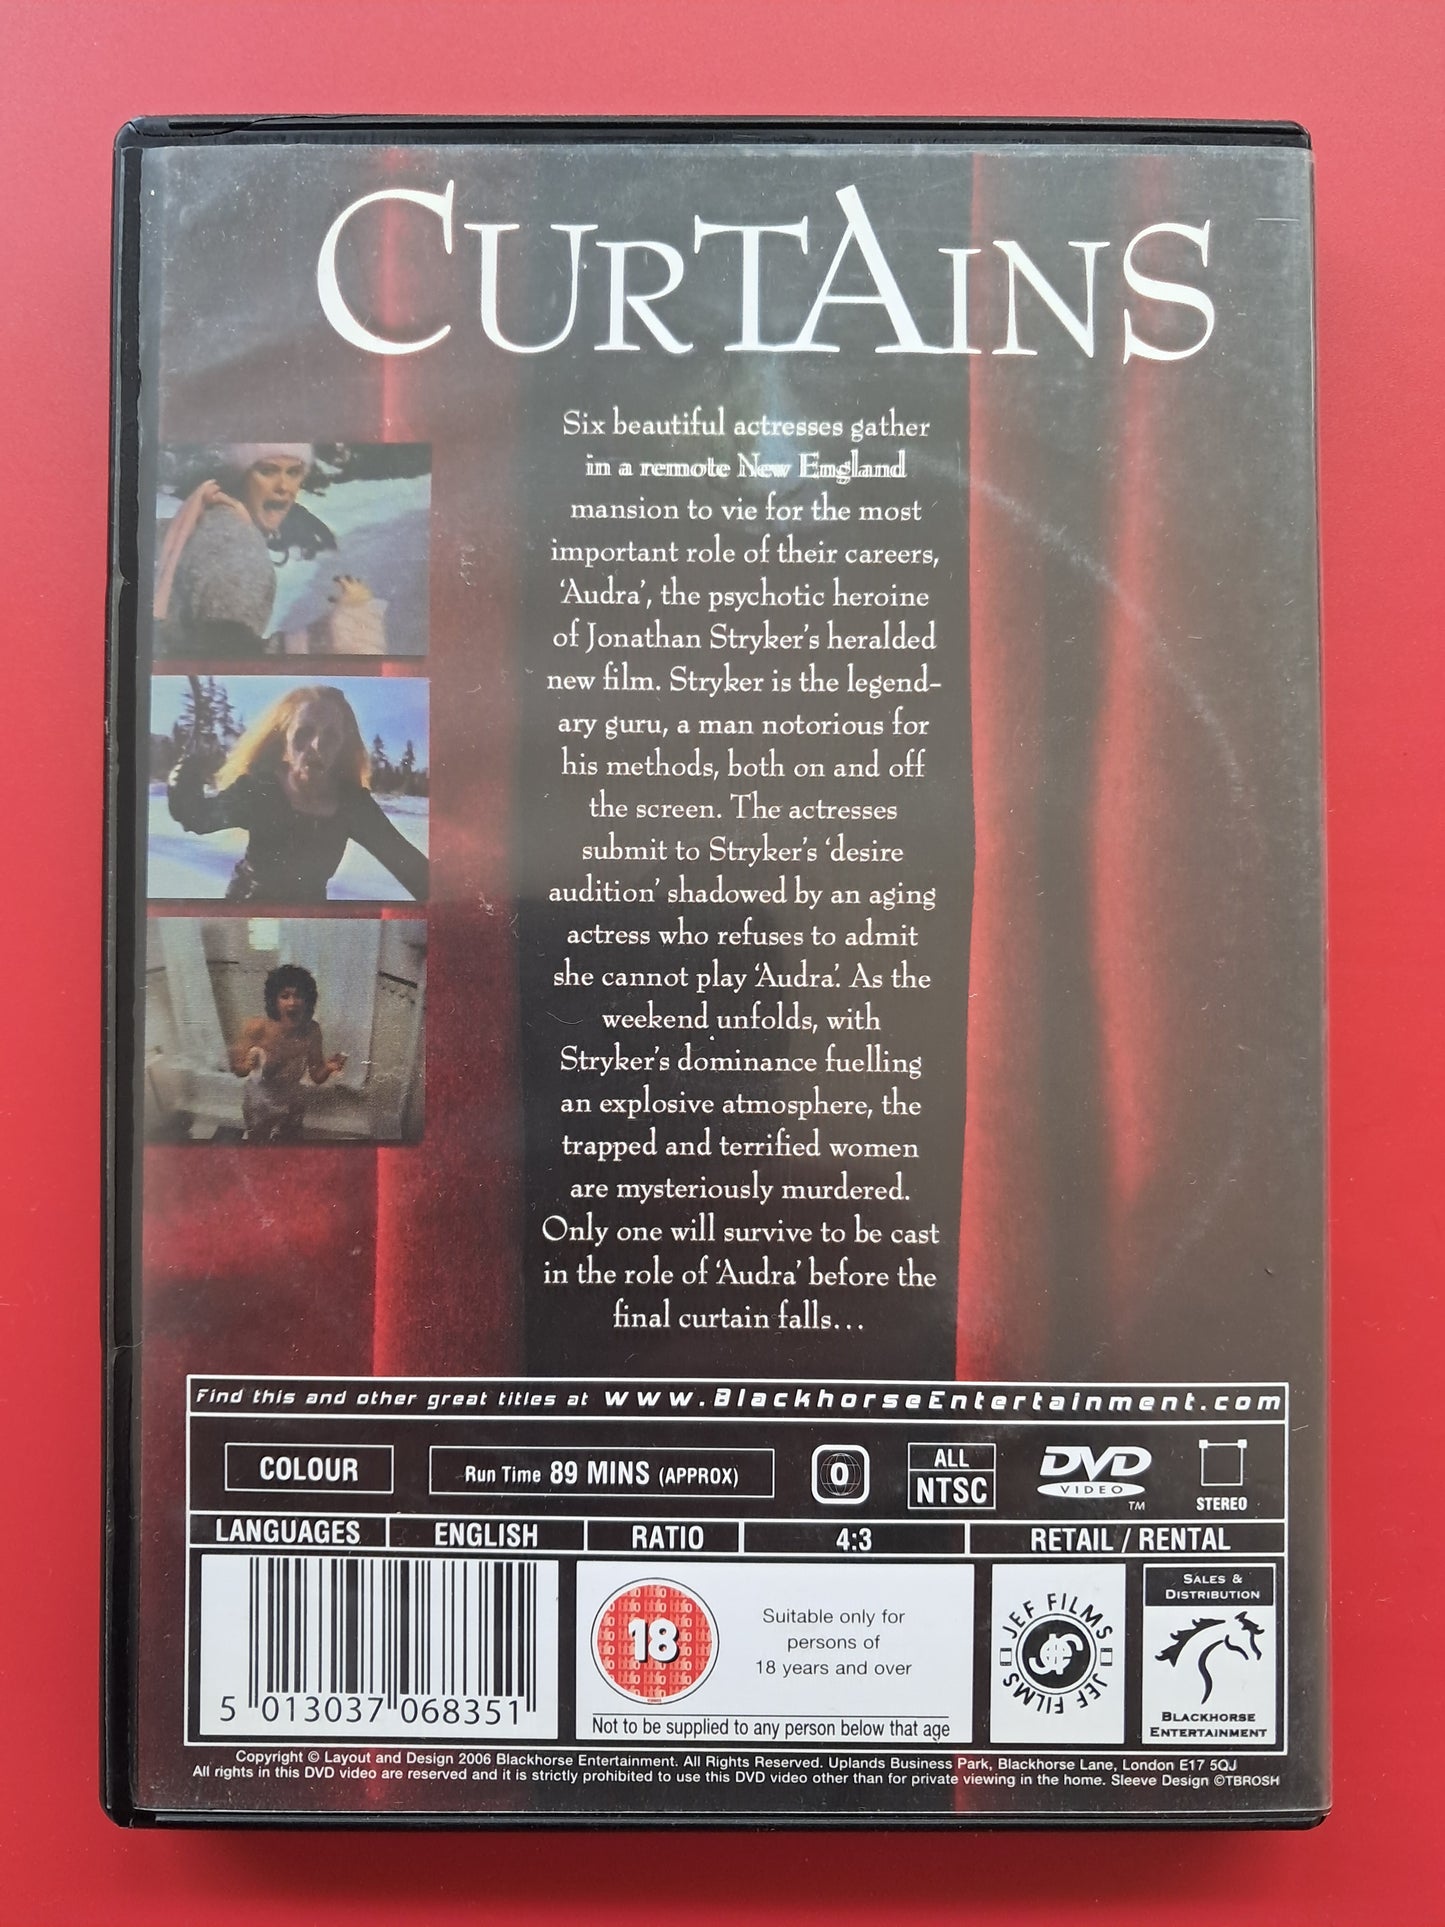 CURTAINS
Six beautiful actresses gather
in a remote New England
mansion to vie for the most
important role of their careers,
‘Audra’, the psychotic heroine
of Jonathan Stryker’s heralded
new film. Stryker is the legend-
ary guru, a man notorious for
his methods, both on and off
the screen. The actresses
submit to Stryker’s ‘desire
audition’ shadowed by an aging
actress who refuses to admit
she cannot play ‘Audra’. As the
weekend unfolds, with
Stryker’s dominance fuelling
an explosive atmosphere, the
trapped and terrified women
are mysteriously murdered.
Only one will survive to be cast
in the role of ‘Audra’ before the
final curtain falls...
Find this and other great titles at www.BlackhorseEntertainment.com
COLOUR
Run Time 89 MINS (APPROX)
0
ALL
NTSC
DVD
VIDEO
TM
STEREO
LANGUAGES ENGLISH RATIO 4:3 RETAIL / RENTAL
5 013037 068351
18
Suitable only for
persons of
18 years and over
Not to be supplied to any person below that age
JEF FILMS
JEF FILMS
SALES &
DISTRIBUTION
BLACKHORSE
ENTERTAINMENT
Copyright © Layout and Design 2006 Blackhorse Entertainment. All Rights Reserved. Uplands Business Park, Blackhorse Lane, London E17 5QJ
All rights in this DVD video are reserved and it is strictly prohibited to use this DVD video other than for private viewing in the home. Sleeve Design ©TBROSH